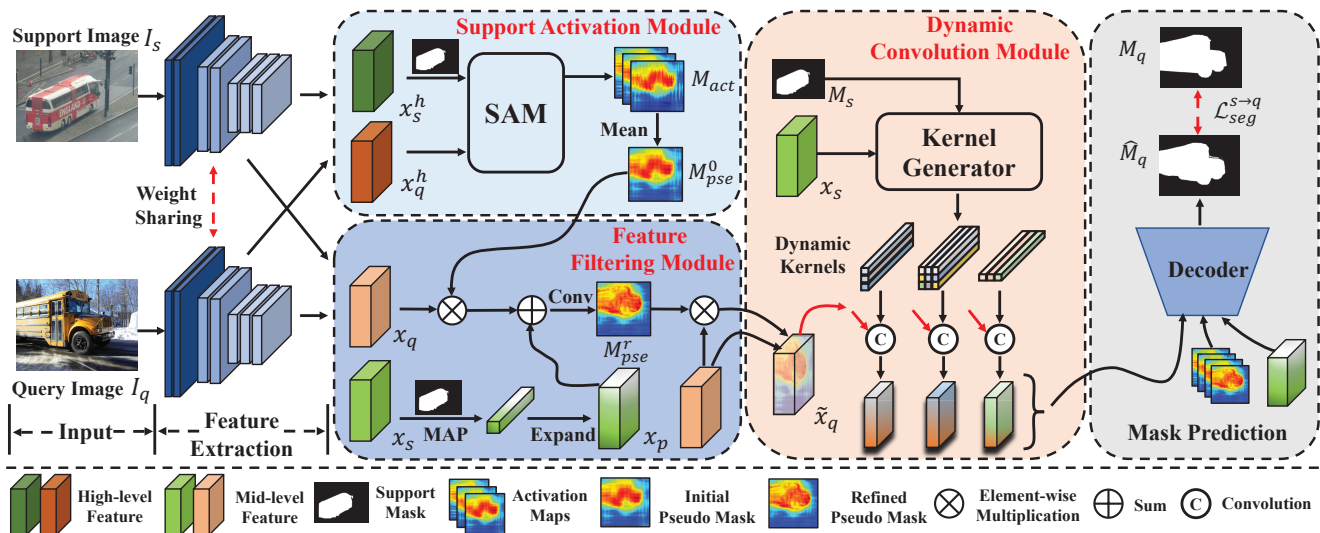 Support Image I_s
Weight
Sharing
Query Image I_q
Input
Feature
Extraction
Support Activation Module
x_s^h
x_q^h
SAM
M_act
Mean
M_pse^0
Feature
Filtering Module
x_q
Conv
M_pse^r
x_s
MAP
Expand
x_p
Dynamic
Convolution Module
M_s
x_s
Kernel
Generator
Dynamic
Kernels
C
C
C
x̃_q
M_q
ℒ_seg^{s→q}
M̂_q
Decoder
Mask Prediction
High-level
Feature
Mid-level
Feature
Support
Mask
Activation
Maps
Initial
Pseudo Mask
Refined
Pseudo Mask
Element-wise
Multiplication
Sum
C
Convolution